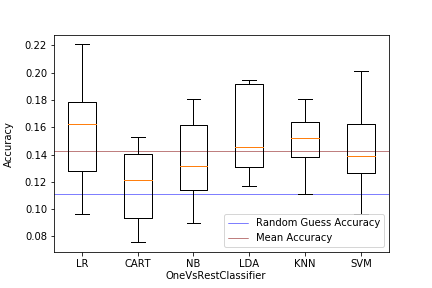 0.22
0.20
0.18
0.16
0.14
0.12
0.10
0.08
Accuracy
Random Guess Accuracy
Mean Accuracy
LR CART NB LDA KNN SVM
OneVsRestClassifier